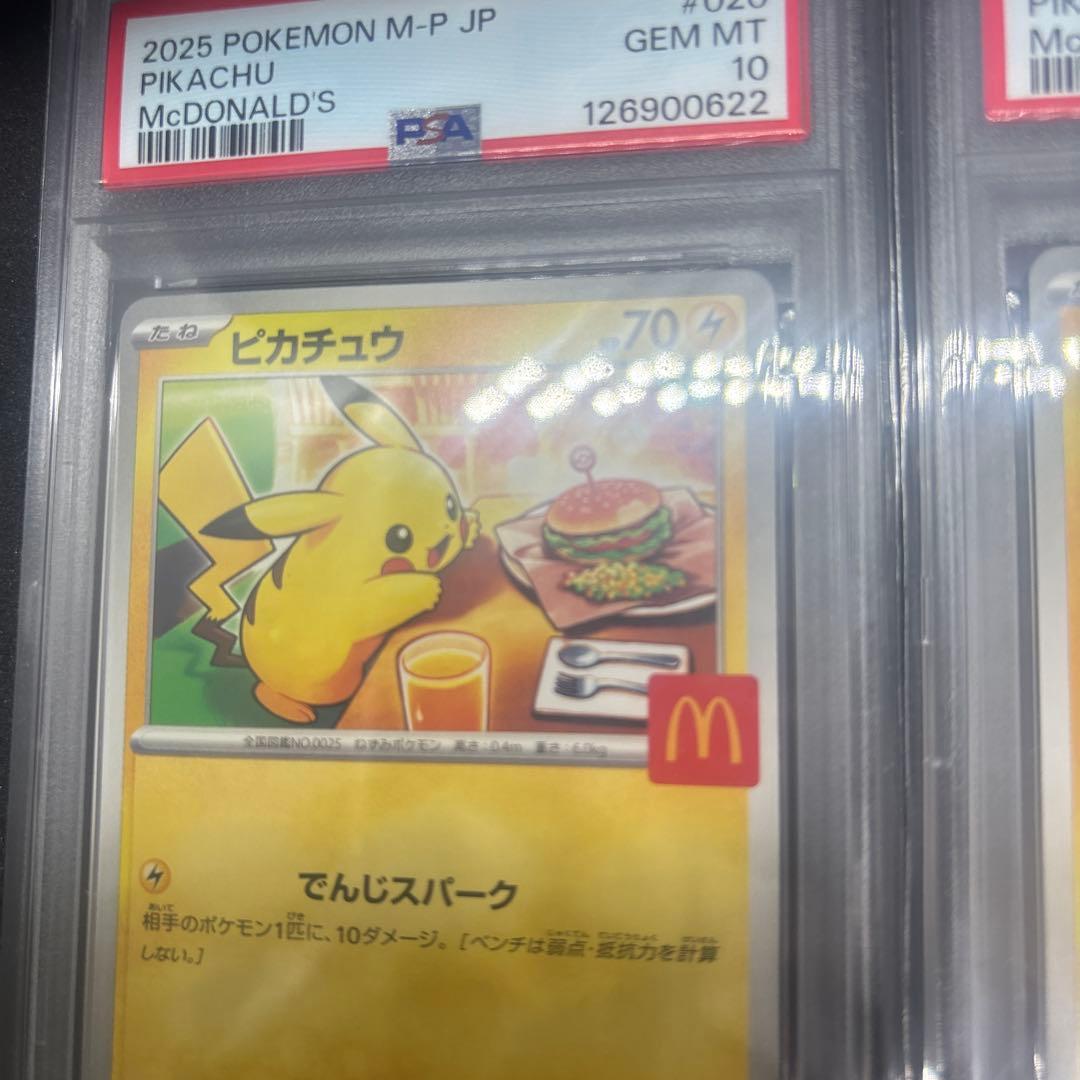 2025 POKEMON M-P JP
#020
PIKACHU
GEM MT
McDONALD'S
10
PSA
126900622
PIK
Mc
たね
ピカチュウ
HP 70
全国図鑑NO.0025 ねずみポケモン 高さ:0.4m 重さ:6.0kg
M
でんじスパーク
相手のポケモン1匹に、10ダメージ。[ベンチは弱点・抵抗力を計算
しない。]